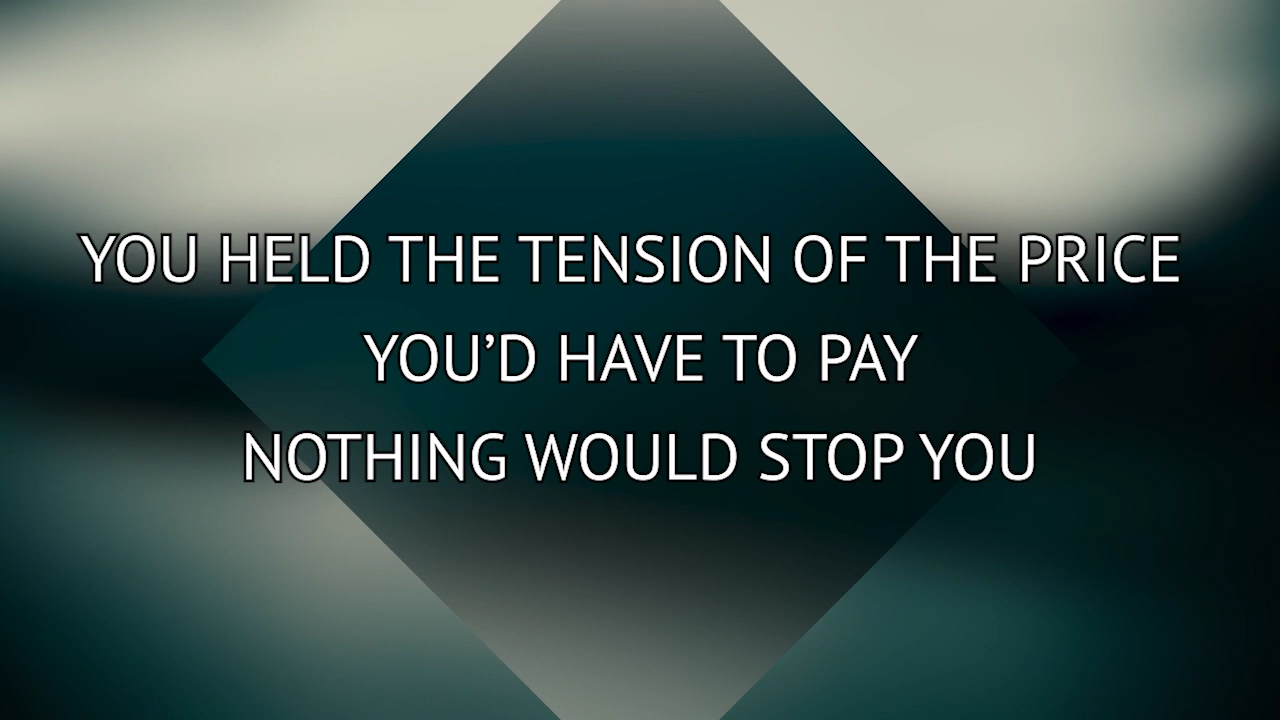 YOU HELD THE TENSION OF THE PRICE
YOU’D HAVE TO PAY
NOTHING WOULD STOP YOU